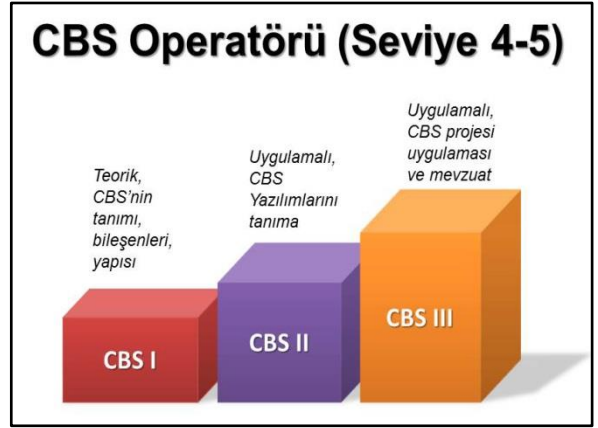 CBS Operatörü (Seviye 4-5)
Teorik,
CBS’nin
tanımı,
bileşenleri,
yapısı
CBS I
Uygulamalı,
CBS
Yazılımlarını
tanıma
CBS II
Uygulamalı,
CBS projesi
uygulaması
ve mevzuat
CBS III